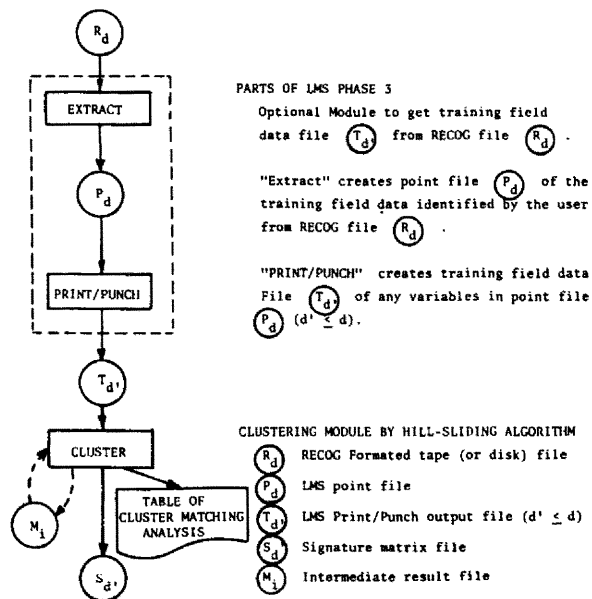 R_d
EXTRACT
P_d
PRINT/PUNCH
T_d'
CLUSTER
M_i
TABLE OF
CLUSTER MATCHING
ANALYSIS
S_d'
PARTS OF LMS PHASE 3
Optional Module to get training field
data file T_d' from RECOG file R_d .
"Extract" creates point file P_d of the
training field data identified by the user
from RECOG file R_d .
"PRINT/PUNCH" creates training field data
File T_d' of any variables in point file
P_d (d' ≤ d).
CLUSTERING MODULE BY HILL-SLIDING ALGORITHM
R_d RECOG Formated tape (or disk) file
P_d LMS point file
T_d' LMS Print/Punch output file (d' ≤ d)
S_d' Signature matrix file
M_i Intermediate result file